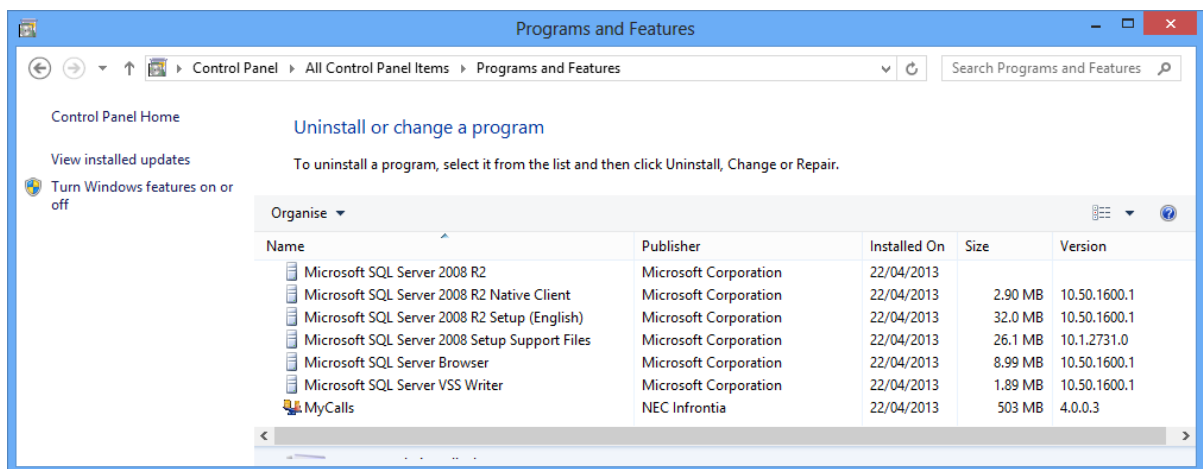 Programs and Features
Control Panel All Control Panel Items Programs and Features Search Programs and Features
Control Panel Home
View installed updates
Turn Windows features on or
off
Uninstall or change a program
To uninstall a program, select it from the list and then click Uninstall, Change or Repair.
Organise
Name Publisher Installed On Size Version
Microsoft SQL Server 2008 R2 Microsoft Corporation 22/04/2013
Microsoft SQL Server 2008 R2 Native Client Microsoft Corporation 22/04/2013 2.90 MB 10.50.1600.1
Microsoft SQL Server 2008 R2 Setup (English) Microsoft Corporation 22/04/2013 32.0 MB 10.50.1600.1
Microsoft SQL Server 2008 Setup Support Files Microsoft Corporation 22/04/2013 26.1 MB 10.1.2731.0
Microsoft SQL Server Browser Microsoft Corporation 22/04/2013 8.99 MB 10.50.1600.1
Microsoft SQL Server VSS Writer Microsoft Corporation 22/04/2013 1.89 MB 10.50.1600.1
MyCalls NEC Infrontia 22/04/2013 503 MB 4.0.0.3